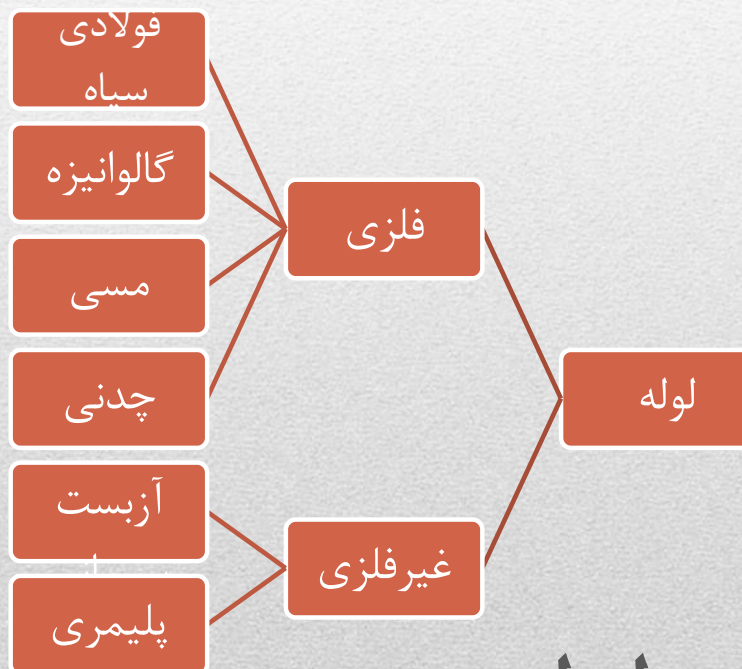 لوله
فلزی
فولادی
سیاه
گالوانیزه
مسی
چدنی
غیرفلزی
آزبست
پلیمری